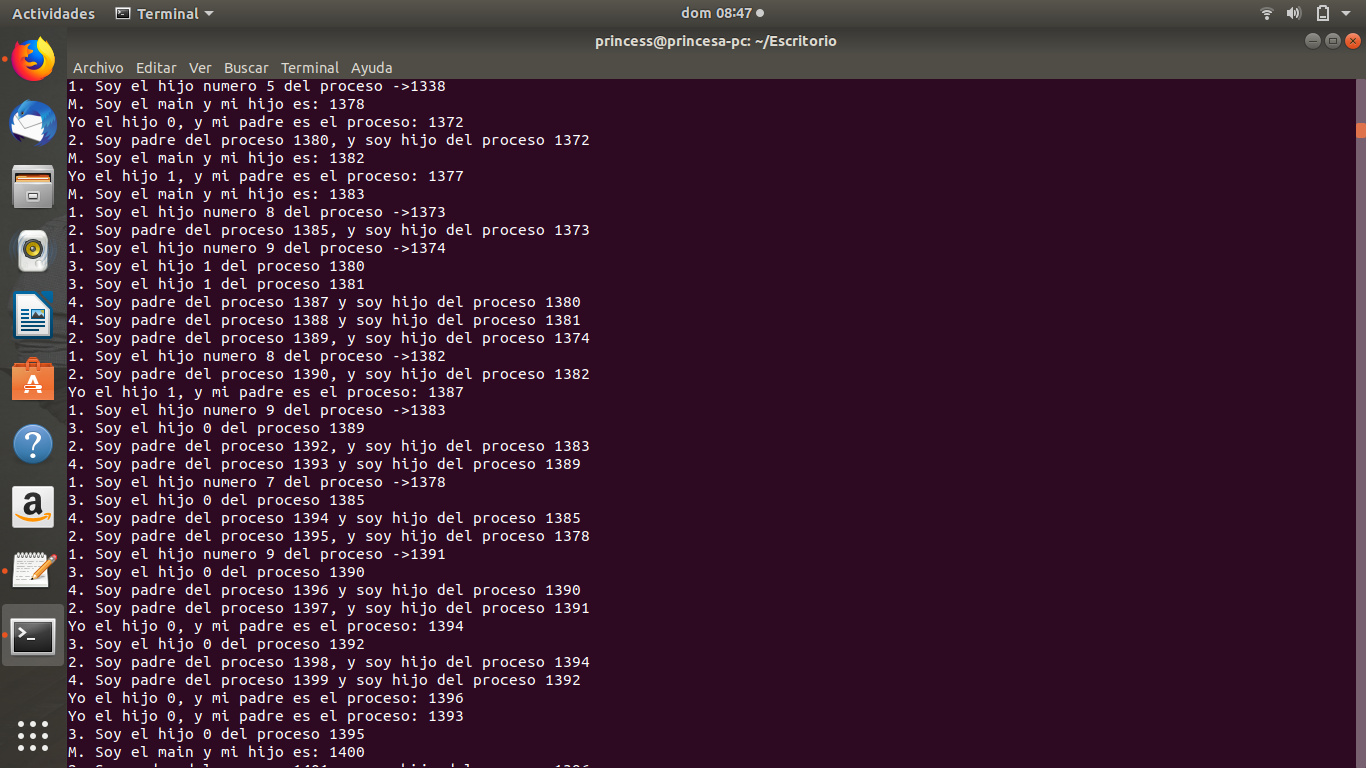 Actividades Terminal dom 08:47
princess@princesa-pc: ~/Escritorio
Archivo Editar Ver Buscar Terminal Ayuda
1. Soy el hijo numero 5 del proceso ->1338
M. Soy el main y mi hijo es: 1378
Yo el hijo 0, y mi padre es el proceso: 1372
2. Soy padre del proceso 1380, y soy hijo del proceso 1372
M. Soy el main y mi hijo es: 1382
Yo el hijo 1, y mi padre es el proceso: 1377
M. Soy el main y mi hijo es: 1383
1. Soy el hijo numero 8 del proceso ->1373
2. Soy padre del proceso 1385, y soy hijo del proceso 1373
1. Soy el hijo numero 9 del proceso ->1374
3. Soy el hijo 1 del proceso 1380
3. Soy el hijo 1 del proceso 1381
4. Soy padre del proceso 1387 y soy hijo del proceso 1380
4. Soy padre del proceso 1388 y soy hijo del proceso 1381
2. Soy padre del proceso 1389, y soy hijo del proceso 1374
1. Soy el hijo numero 8 del proceso ->1382
2. Soy padre del proceso 1390, y soy hijo del proceso 1382
Yo el hijo 1, y mi padre es el proceso: 1387
1. Soy el hijo numero 9 del proceso ->1383
3. Soy el hijo 0 del proceso 1389
2. Soy padre del proceso 1392, y soy hijo del proceso 1383
4. Soy padre del proceso 1393 y soy hijo del proceso 1389
1. Soy el hijo numero 7 del proceso ->1378
3. Soy el hijo 0 del proceso 1385
4. Soy padre del proceso 1394 y soy hijo del proceso 1385
2. Soy padre del proceso 1395, y soy hijo del proceso 1378
1. Soy el hijo numero 9 del proceso ->1391
3. Soy el hijo 0 del proceso 1390
4. Soy padre del proceso 1396 y soy hijo del proceso 1390
2. Soy padre del proceso 1397, y soy hijo del proceso 1391
Yo el hijo 0, y mi padre es el proceso: 1394
3. Soy el hijo 0 del proceso 1392
2. Soy padre del proceso 1398, y soy hijo del proceso 1394
4. Soy padre del proceso 1399 y soy hijo del proceso 1392
Yo el hijo 0, y mi padre es el proceso: 1396
Yo el hijo 0, y mi padre es el proceso: 1393
3. Soy el hijo 0 del proceso 1395
M. Soy el main y mi hijo es: 1400